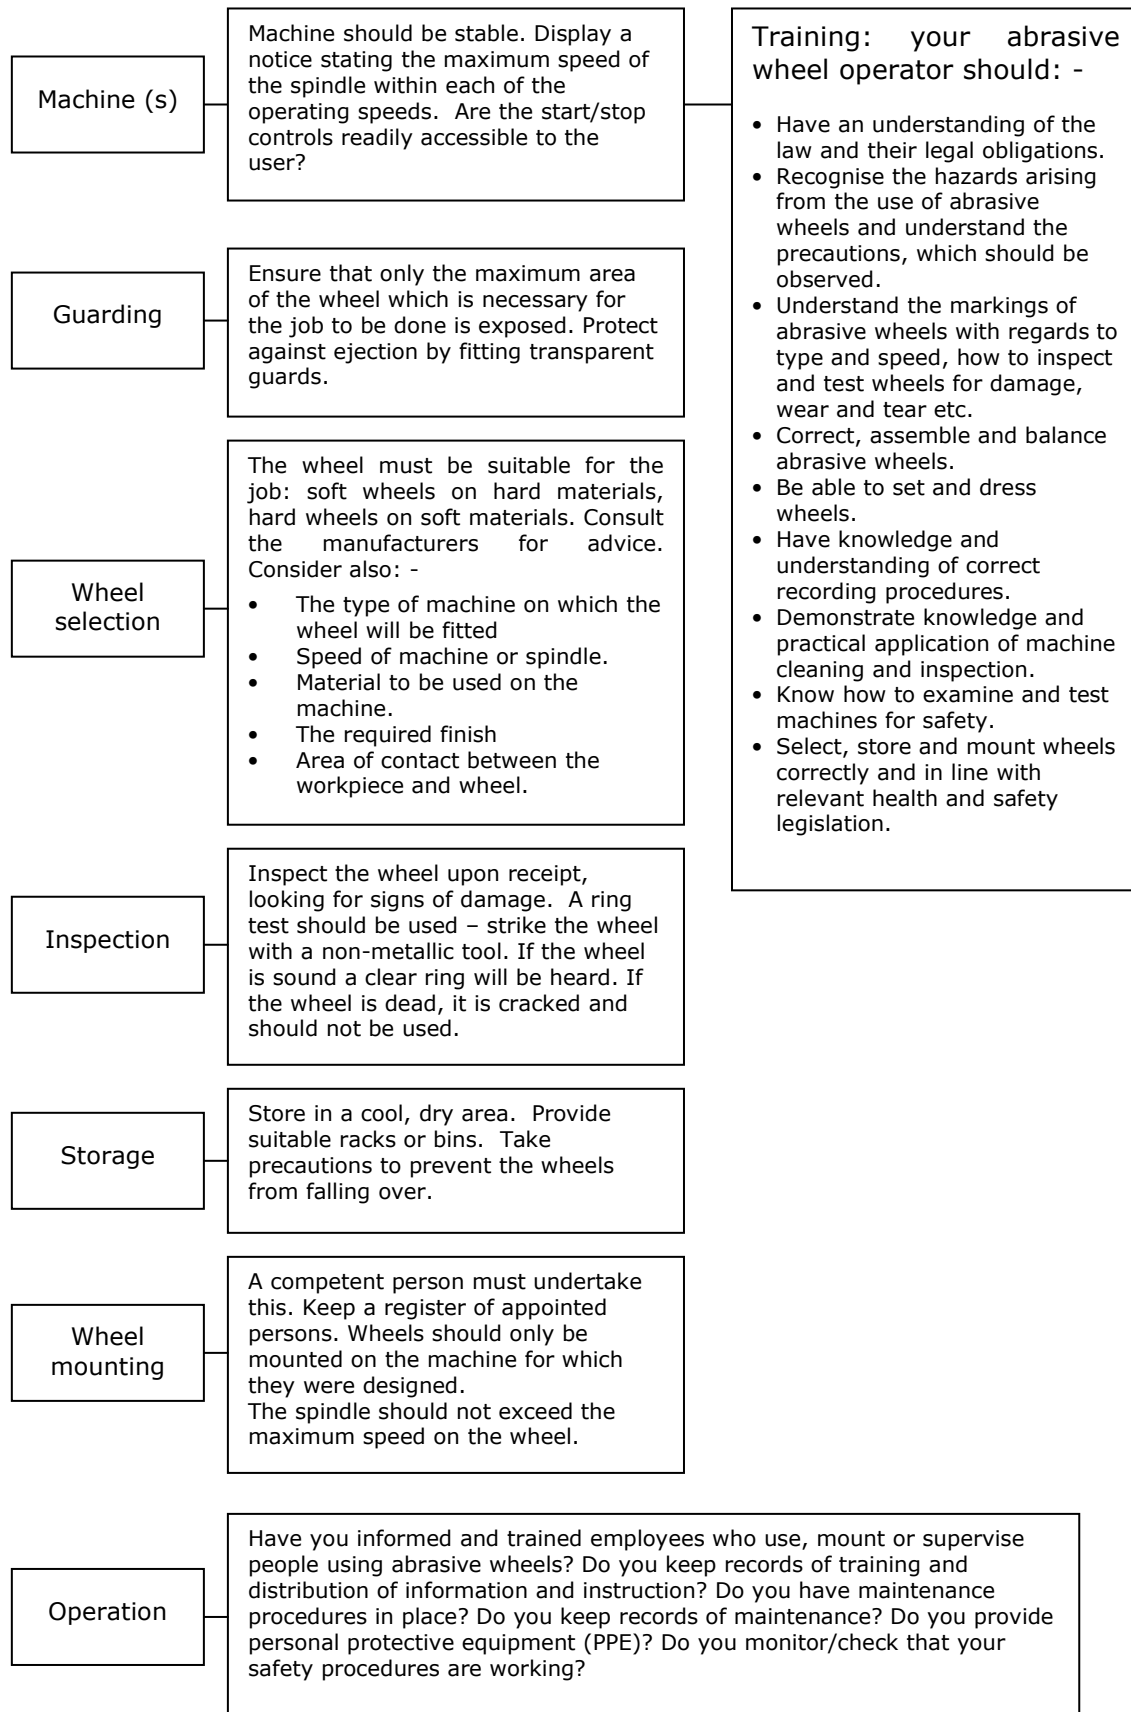 Machine (s)
Machine should be stable. Display a
notice stating the maximum speed of
the spindle within each of the
operating speeds.  Are the start/stop
controls readily accessible to the
user?
Training: your abrasive
wheel operator should: -
• Have an understanding of the
law and their legal obligations.
• Recognise the hazards arising
from the use of abrasive
wheels and understand the
precautions, which should be
observed.
• Understand the markings of
abrasive wheels with regards to
type and speed, how to inspect
and test wheels for damage,
wear and tear etc.
• Correct, assemble and balance
abrasive wheels.
• Be able to set and dress
wheels.
• Have knowledge and
understanding of correct
recording procedures.
• Demonstrate knowledge and
practical application of machine
cleaning and inspection.
• Know how to examine and test
machines for safety.
• Select, store and mount wheels
correctly and in line with
relevant health and safety
legislation.
Guarding
Ensure that only the maximum area
of the wheel which is necessary for
the job to be done is exposed. Protect
against ejection by fitting transparent
guards.
Wheel
selection
The wheel must be suitable for the
job: soft wheels on hard materials,
hard wheels on soft materials. Consult
the manufacturers for advice.
Consider also: -
• The type of machine on which the
wheel will be fitted
• Speed of machine or spindle.
• Material to be used on the
machine.
• The required finish
• Area of contact between the
workpiece and wheel.
Inspection
Inspect the wheel upon receipt,
looking for signs of damage.  A ring
test should be used – strike the wheel
with a non-metallic tool. If the wheel
is sound a clear ring will be heard. If
the wheel is dead, it is cracked and
should not be used.
Storage
Store in a cool, dry area.  Provide
suitable racks or bins.  Take
precautions to prevent the wheels
from falling over.
Wheel
mounting
A competent person must undertake
this. Keep a register of appointed
persons. Wheels should only be
mounted on the machine for which
they were designed.
The spindle should not exceed the
maximum speed on the wheel.
Operation
Have you informed and trained employees who use, mount or supervise
people using abrasive wheels? Do you keep records of training and
distribution of information and instruction? Do you have maintenance
procedures in place? Do you keep records of maintenance? Do you provide
personal protective equipment (PPE)? Do you monitor/check that your
safety procedures are working?